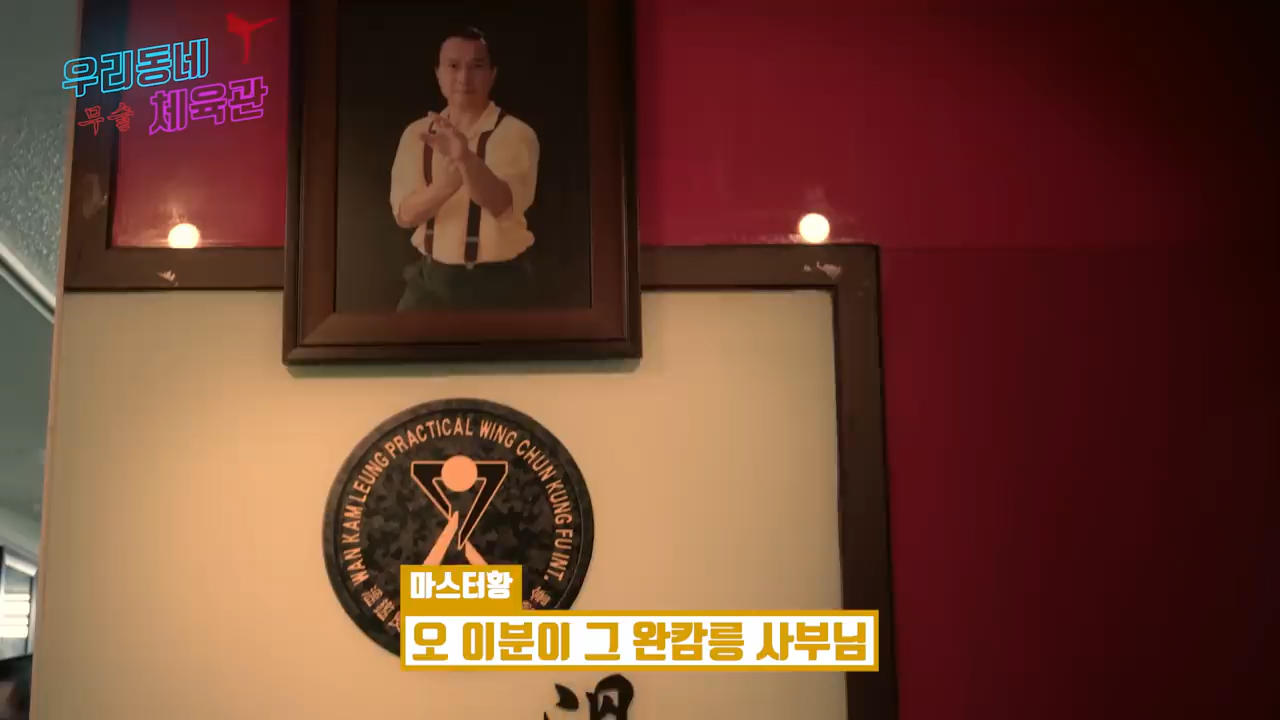 우리동네
무술 체육관
WAN KAM LEUNG PRACTICAL WING CHUN KUNG FU INT.
마스터황
오 이분이 그 완캄릉 사부님